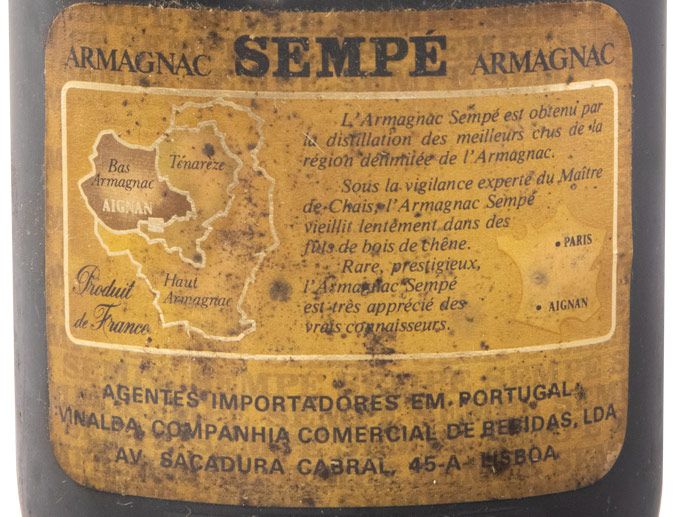 ARMAGNAC SEMPÉ ARMAGNAC
L'Armagnac Sempé est obtenu par
la distillation des meilleurs crus de la
région délimitée de l'Armagnac.
Sous la vigilance experte du Maître
de Chais, l'Armagnac Sempé
vieillit lentement dans des
fûts de bois de chêne.
Rare, prestigieux,
l'Armagnac Sempé
est très apprécié des
vrais connaisseurs.
Bas
Armagnac
AIGNAN
Ténarèze
Haut
Armagnac
Produit
de France
PARIS
AIGNAN
AGENTES IMPORTADORES EM PORTUGAL:
VINALDA, COMPANHIA COMERCIAL DE BEBIDAS, LDA
AV. SACADURA CABRAL, 45-A LISBOA